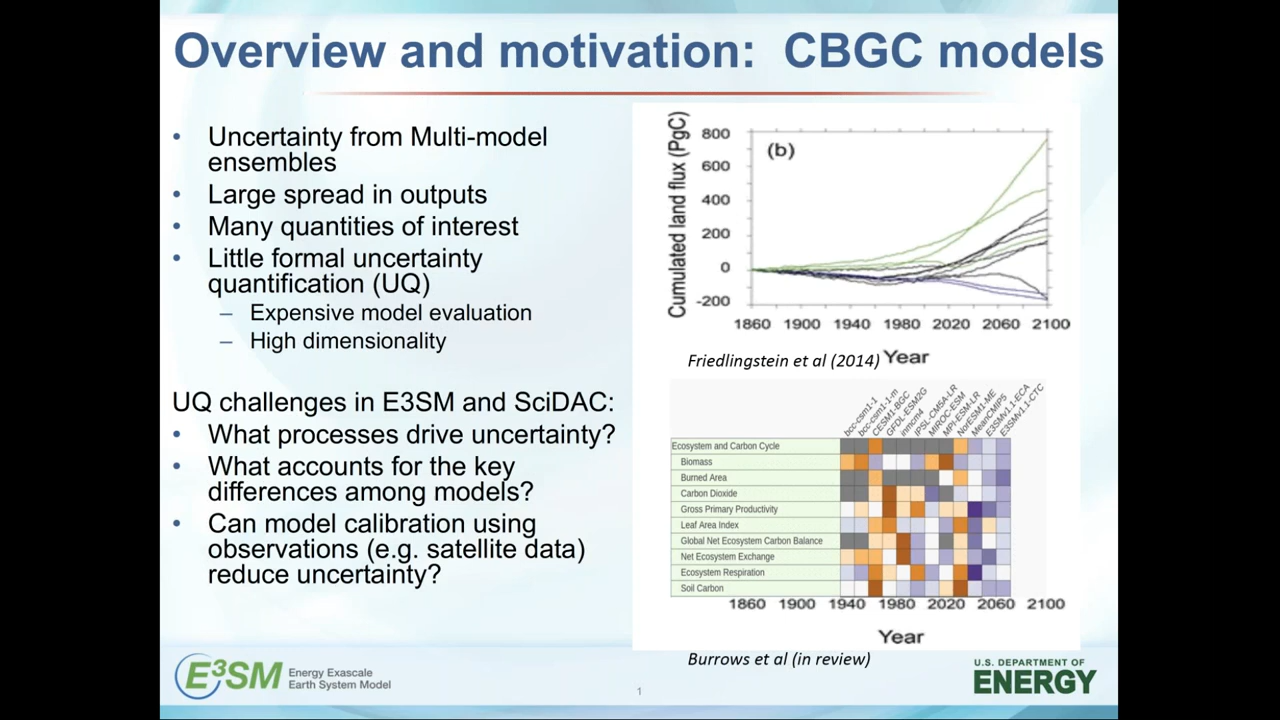 Overview and motivation: CBGC models
• Uncertainty from Multi-model
ensembles
• Large spread in outputs
• Many quantities of interest
• Little formal uncertainty
quantification (UQ)
– Expensive model evaluation
– High dimensionality
UQ challenges in E3SM and SciDAC:
• What processes drive uncertainty?
• What accounts for the key
differences among models?
• Can model calibration using
observations (e.g. satellite data)
reduce uncertainty?
Cumulated land flux (PgC)
800
600
400
200
0
-200
(b)
1860 1900 1940 1980 2020 2060 2100
Year
Friedlingstein et al (2014)
bcc-csm1-1
bcc-csm1-1-m
CESM1-BGC
GFDL-ESM2G
inmcm4
IPSL-CM5A-LR
MIROC-ESM
MPI-ESM-LR
NorESM1-ME
MeanCMIP5
E3SMv1.1-ECA
E3SMv1.1-CTC
Ecosystem and Carbon Cycle
Biomass
Burned Area
Carbon Dioxide
Gross Primary Productivity
Leaf Area Index
Global Net Ecosystem Carbon Balance
Net Ecosystem Exchange
Ecosystem Respiration
Soil Carbon
1860 1900 1940 1980 2020 2060 2100
Year
Burrows et al (in review)
E³SM
Energy Exascale
Earth System Model
1
U.S. DEPARTMENT OF
ENERGY